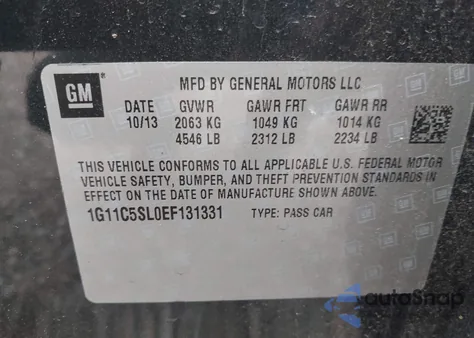 GM
MFD BY GENERAL MOTORS LLC
DATE GVWR GAWR FRT GAWR RR
10/13 2063 KG 1049 KG 1014 KG
4546 LB 2312 LB 2234 LB
THIS VEHICLE CONFORMS TO ALL APPLICABLE U.S. FEDERAL MOTOR
VEHICLE SAFETY, BUMPER, AND THEFT PREVENTION STANDARDS IN
EFFECT ON THE DATE OF MANUFACTURE SHOWN ABOVE.
1G11C5SL0EF131331 TYPE: PASS CAR
autoSnap